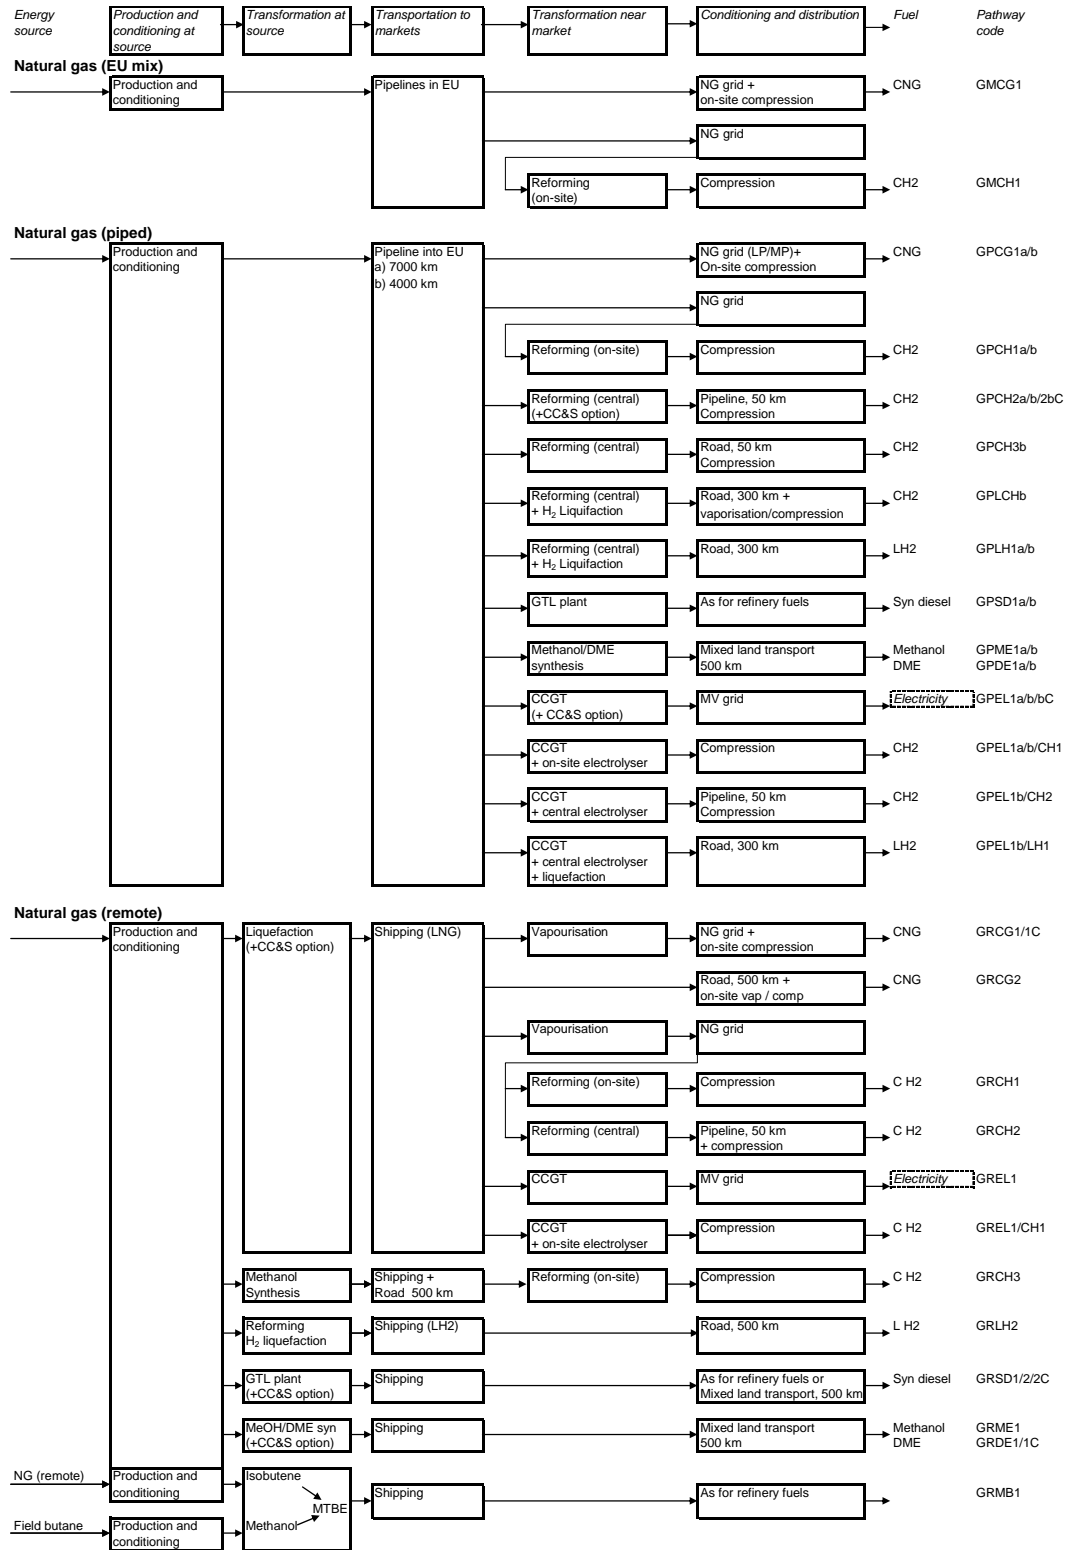 Energy source
Production and conditioning at source
Transformation at source
Transportation to markets
Transformation near market
Conditioning and distribution
Fuel
Pathway code
Natural gas (EU mix)
Production and conditioning
Pipelines in EU
NG grid +
on-site compression
CNG
GMCG1
NG grid
Reforming
(on-site)
Compression
CH2
GMCH1
Natural gas (piped)
Production and conditioning
Pipeline into EU
a) 7000 km
b) 4000 km
NG grid (LP/MP)+
On-site compression
CNG
GPCG1a/b
NG grid
Reforming (on-site)
Compression
CH2
GPCH1a/b
Reforming (central)
(+CC&S option)
Pipeline, 50 km
Compression
CH2
GPCH2a/b/2bC
Reforming (central)
Road, 50 km
Compression
CH2
GPCH3b
Reforming (central)
+ H2 Liquifaction
Road, 300 km +
vaporisation/compression
CH2
GPLCHb
Reforming (central)
+ H2 Liquifaction
Road, 300 km
LH2
GPLH1a/b
GTL plant
As for refinery fuels
Syn diesel
GPSD1a/b
Methanol/DME
synthesis
Mixed land transport
500 km
Methanol
DME
GPME1a/b
GPDE1a/b
CCGT
(+ CC&S option)
MV grid
Electricity
GPEL1a/b/bC
CCGT
+ on-site electrolyser
Compression
CH2
GPEL1a/b/CH1
CCGT
+ central electrolyser
Pipeline, 50 km
Compression
CH2
GPEL1b/CH2
CCGT
+ central electrolyser
+ liquefaction
Road, 300 km
LH2
GPEL1b/LH1
Natural gas (remote)
Production and conditioning
Liquefaction
(+CC&S option)
Shipping (LNG)
Vapourisation
NG grid +
on-site compression
CNG
GRCG1/1C
Road, 500 km +
on-site vap / comp
CNG
GRCG2
Vapourisation
NG grid
Reforming (on-site)
Compression
C H2
GRCH1
Reforming (central)
Pipeline, 50 km
+ compression
C H2
GRCH2
CCGT
MV grid
Electricity
GREL1
CCGT
+ on-site electrolyser
Compression
C H2
GREL1/CH1
Methanol
Synthesis
Shipping +
Road 500 km
Reforming (on-site)
Compression
C H2
GRCH3
Reforming
H2 liquefaction
Shipping (LH2)
Road, 500 km
L H2
GRLH2
GTL plant
(+CC&S option)
Shipping
As for refinery fuels or
Mixed land transport, 500 km
Syn diesel
GRSD1/2/2C
MeOH/DME syn
(+CC&S option)
Shipping
Mixed land transport
500 km
Methanol
DME
GRME1
GRDE1/1C
NG (remote)
Production and conditioning
Isobutene
MTBE
Methanol
Shipping
As for refinery fuels
GRMB1
Field butane
Production and conditioning